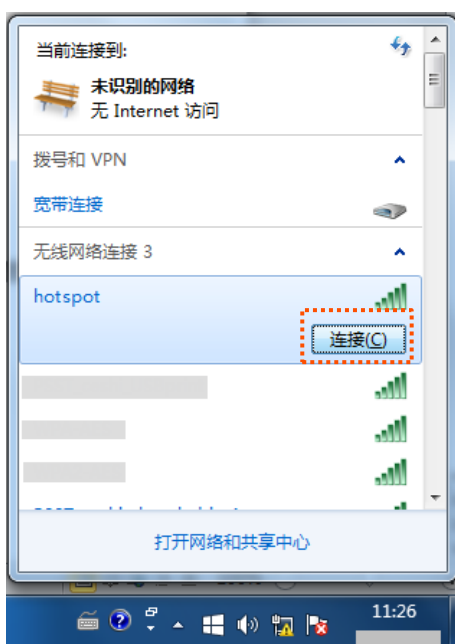 当前连接到:
未识别的网络
无 Internet 访问
拨号和 VPN
宽带连接
无线网络连接 3
hotspot
连接(C)
打开网络和共享中心
11:26